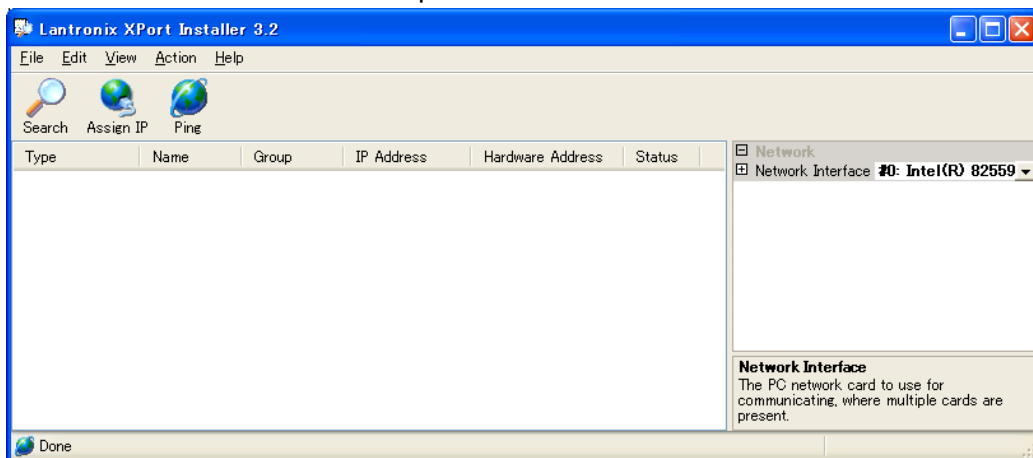 Lantronix XPort Installer 3.2
File Edit View Action Help
Search Assign IP Ping
Type Name Group IP Address Hardware Address Status
Network
Network Interface #0: Intel(R) 82559
Network Interface
The PC network card to use for
communicating, where multiple cards are
present.
Done